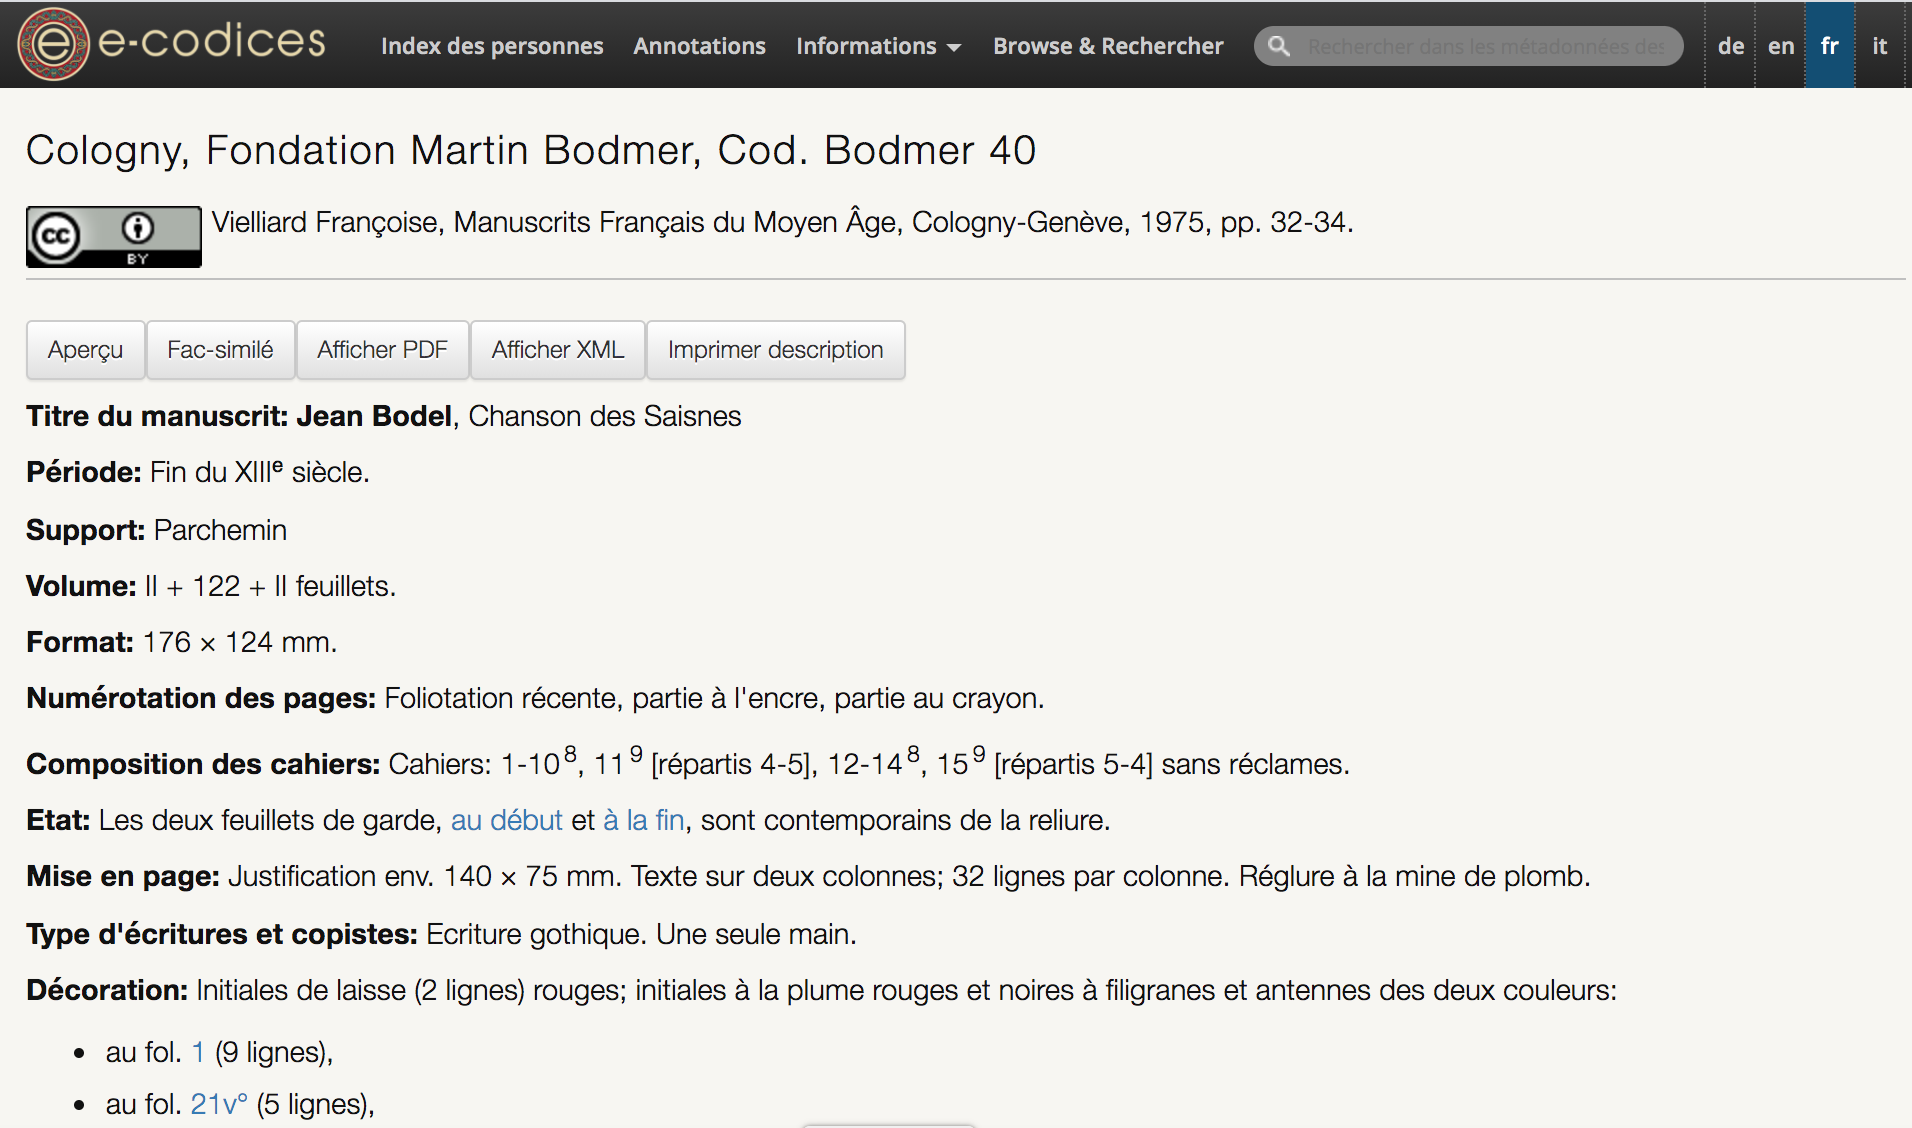 e-codices Index des personnes Annotations Informations Browse & Rechercher Rechercher dans les métadonnées des de en fr it
Cologny, Fondation Martin Bodmer, Cod. Bodmer 40
cc BY Vielliard Françoise, Manuscrits Français du Moyen Âge, Cologny-Genève, 1975, pp. 32-34.
Aperçu Fac-similé Afficher PDF Afficher XML Imprimer description
Titre du manuscrit: Jean Bodel, Chanson des Saisnes
Période: Fin du XIIIe siècle.
Support: Parchemin
Volume: II + 122 + II feuillets.
Format: 176 × 124 mm.
Numérotation des pages: Foliotation récente, partie à l'encre, partie au crayon.
Composition des cahiers: Cahiers: 1-10 8, 11 9 [répartis 4-5], 12-14 8, 15 9 [répartis 5-4] sans réclames.
Etat: Les deux feuillets de garde, au début et à la fin, sont contemporains de la reliure.
Mise en page: Justification env. 140 × 75 mm. Texte sur deux colonnes; 32 lignes par colonne. Réglure à la mine de plomb.
Type d'écritures et copistes: Ecriture gothique. Une seule main.
Décoration: Initiales de laisse (2 lignes) rouges; initiales à la plume rouges et noires à filigranes et antennes des deux couleurs:
• au fol. 1 (9 lignes),
• au fol. 21v° (5 lignes),